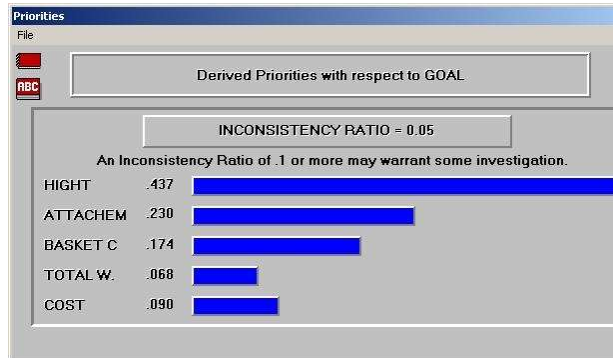 Priorities
File
ABC
Derived Priorities with respect to GOAL
INCONSISTENCY RATIO = 0.05
An Inconsistency Ratio of .1 or more may warrant some investigation.
HIGHT .437
ATTACHEM .230
BASKET C .174
TOTAL W. .068
COST .090